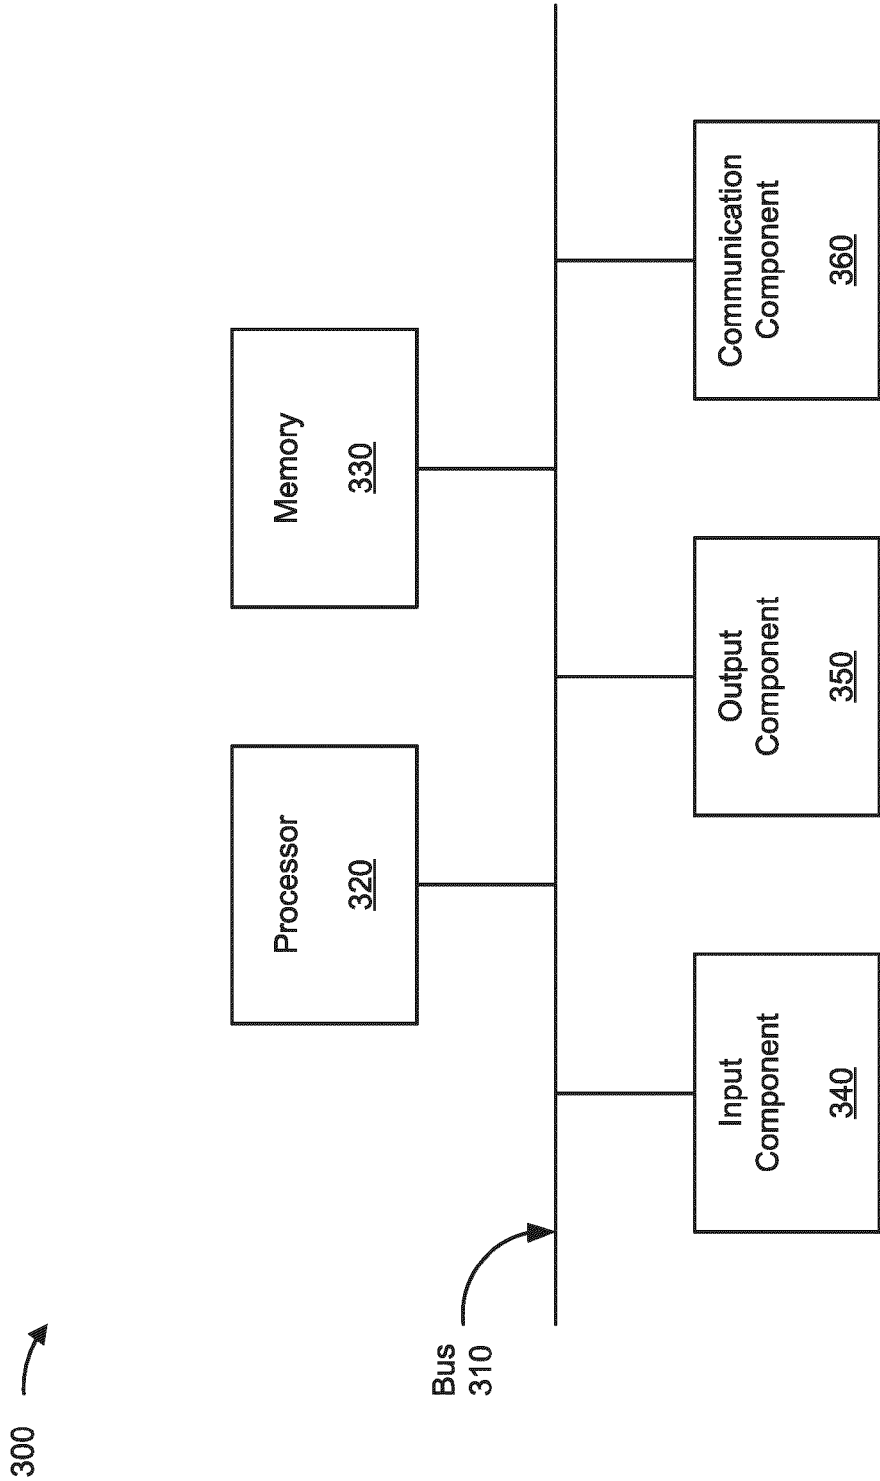 300
Processor
320
Memory
330
Bus
310
Input
Component
340
Output
Component
350
Communication
Component
360